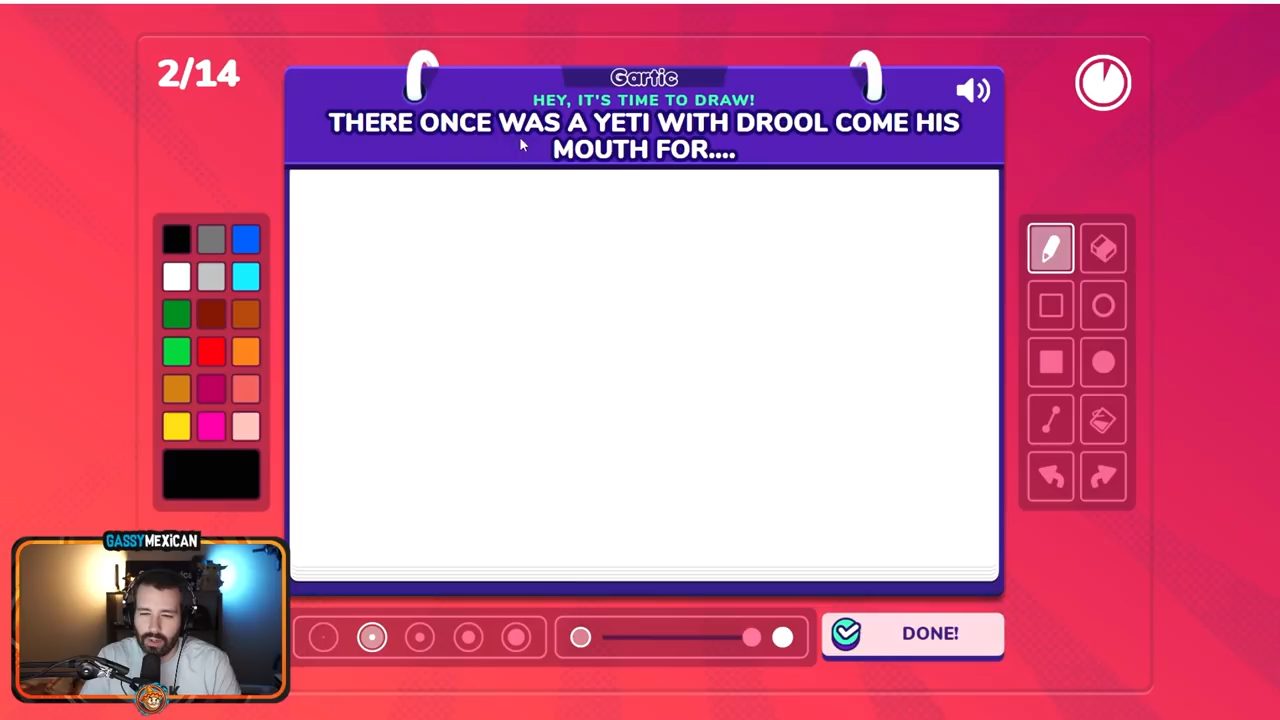 2/14
Gartic
HEY, IT'S TIME TO DRAW!
THERE ONCE WAS A YETI WITH DROOL COME HIS
MOUTH FOR....
GASSYMEXICAN
DONE!